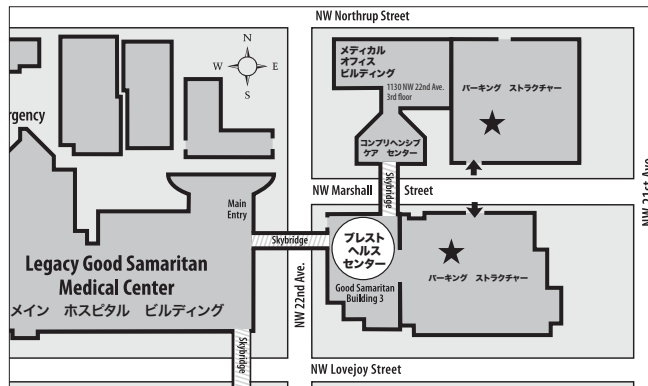 NW Northrup Street
N
W
E
S
メディカル
オフィス
ビルディング
1130 NW 22nd Ave.
3rd floor
パーキング ストラクチャー
rgency
コンプリヘンシブ
ケア センター
Skybridge
NW Marshall Street
NW 21st Ave
Main
Entry
Skybridge
ブレスト
ヘルス
センター
Legacy Good Samaritan
Medical Center
メイン ホスピタル ビルディング
NW 22nd Ave.
Good Samaritan
Building 3
パーキング ストラクチャー
Skybridge
NW Lovejoy Street